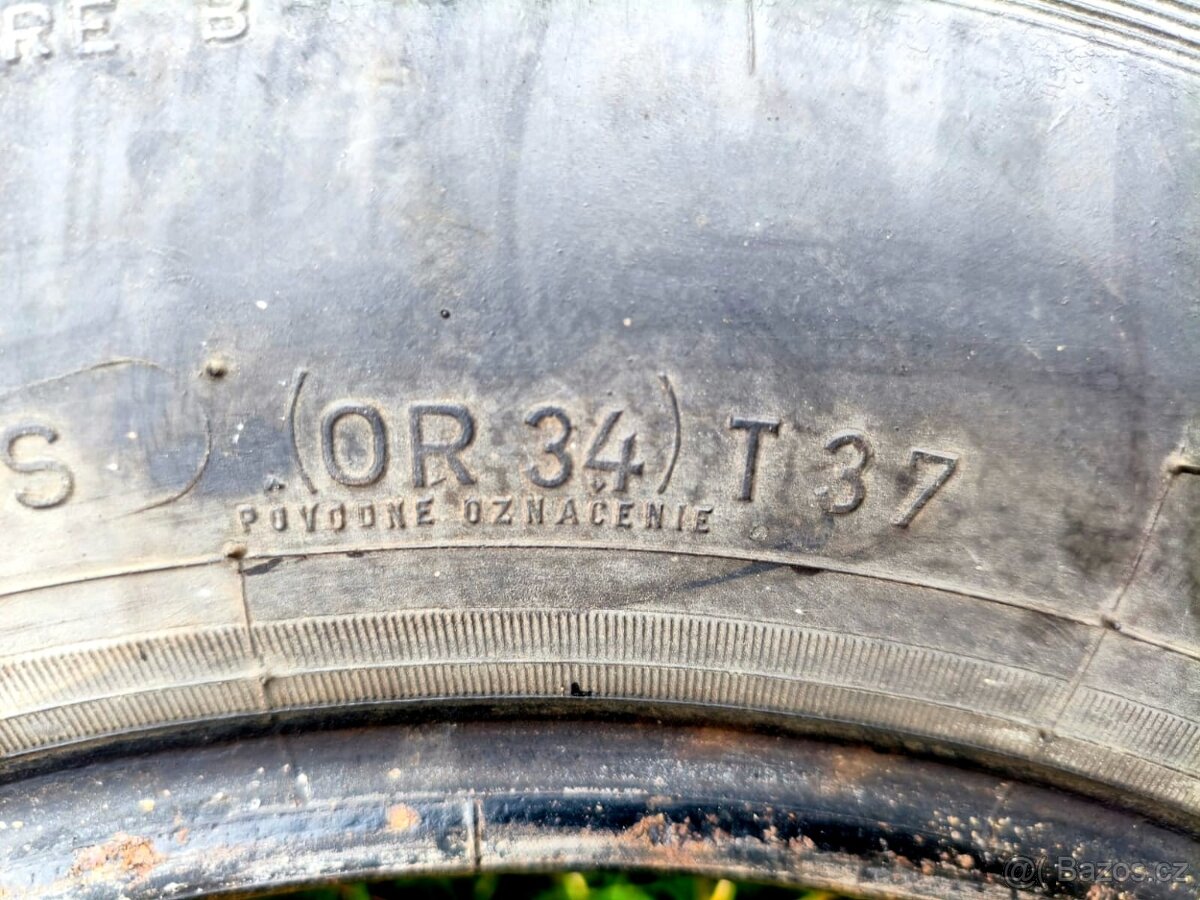 RE B
S (OR 34) T 37
PÔVODNÉ OZNAČENIE
@( Bazos.cz